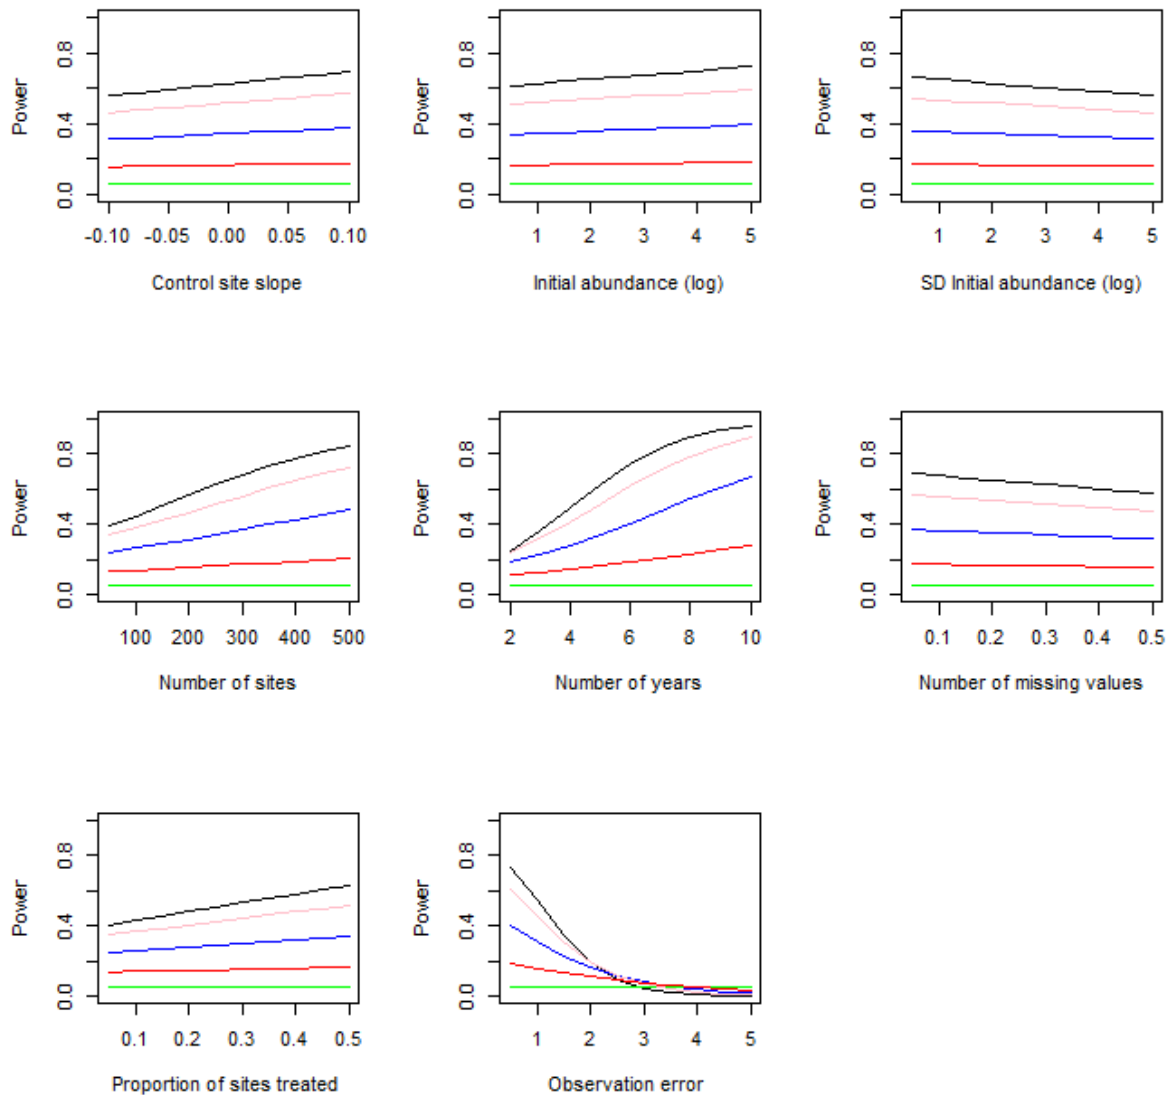 Power
0.0 0.4 0.8
-0.10 -0.05 0.00 0.05 0.10
Control site slope
Power
0.0 0.4 0.8
1 2 3 4 5
Initial abundance (log)
Power
0.0 0.4 0.8
1 2 3 4 5
SD Initial abundance (log)
Power
0.0 0.4 0.8
100 200 300 400 500
Number of sites
Power
0.0 0.4 0.8
2 4 6 8 10
Number of years
Power
0.0 0.4 0.8
0.1 0.2 0.3 0.4 0.5
Number of missing values
Power
0.0 0.4 0.8
0.1 0.2 0.3 0.4 0.5
Proportion of sites treated
Power
0.0 0.4 0.8
1 2 3 4 5
Observation error